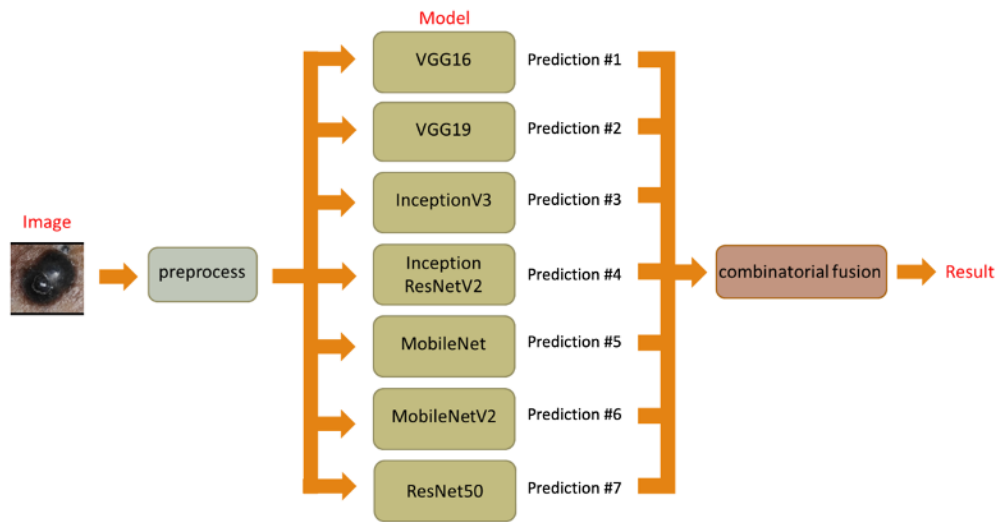 Model
VGG16
Prediction #1
VGG19
Prediction #2
InceptionV3
Prediction #3
Image
preprocess
Inception
ResNetV2
Prediction #4
combinatorial fusion
Result
MobileNet
Prediction #5
MobileNetV2
Prediction #6
ResNet50
Prediction #7